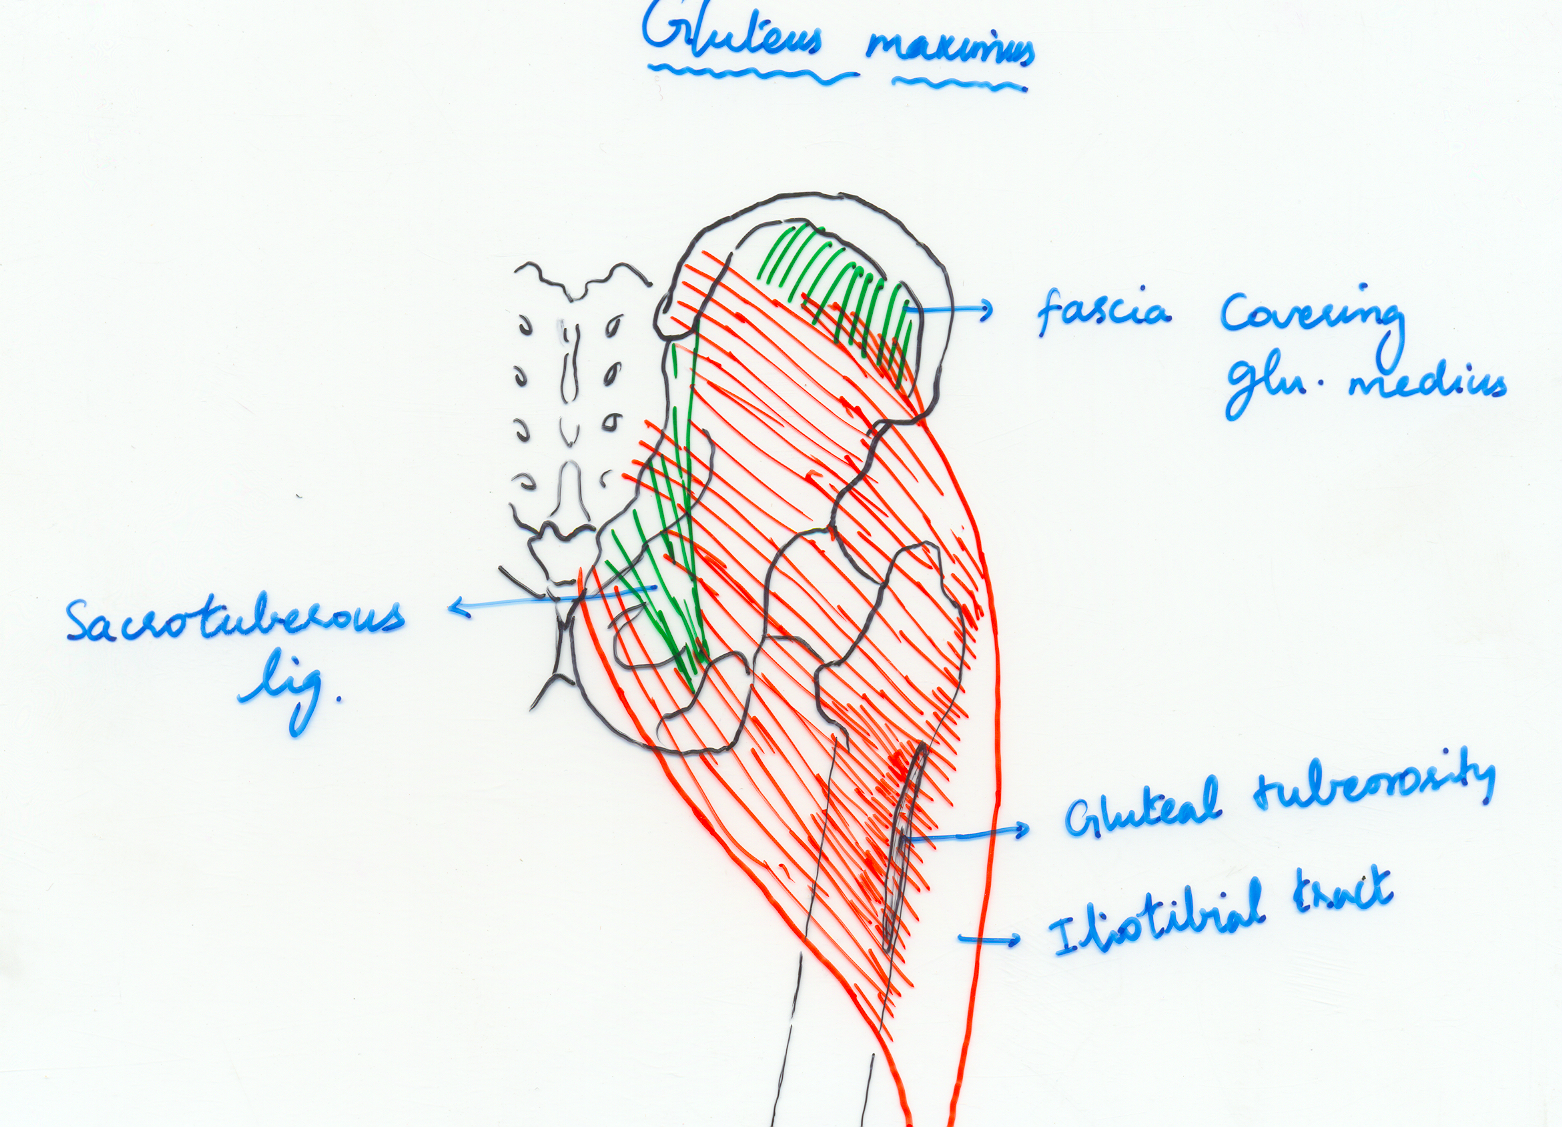 Gluteus maximus
fascia covering
glu. medius
Sacrotuberous
lig.
Gluteal tuberosity
Iliotibial tract